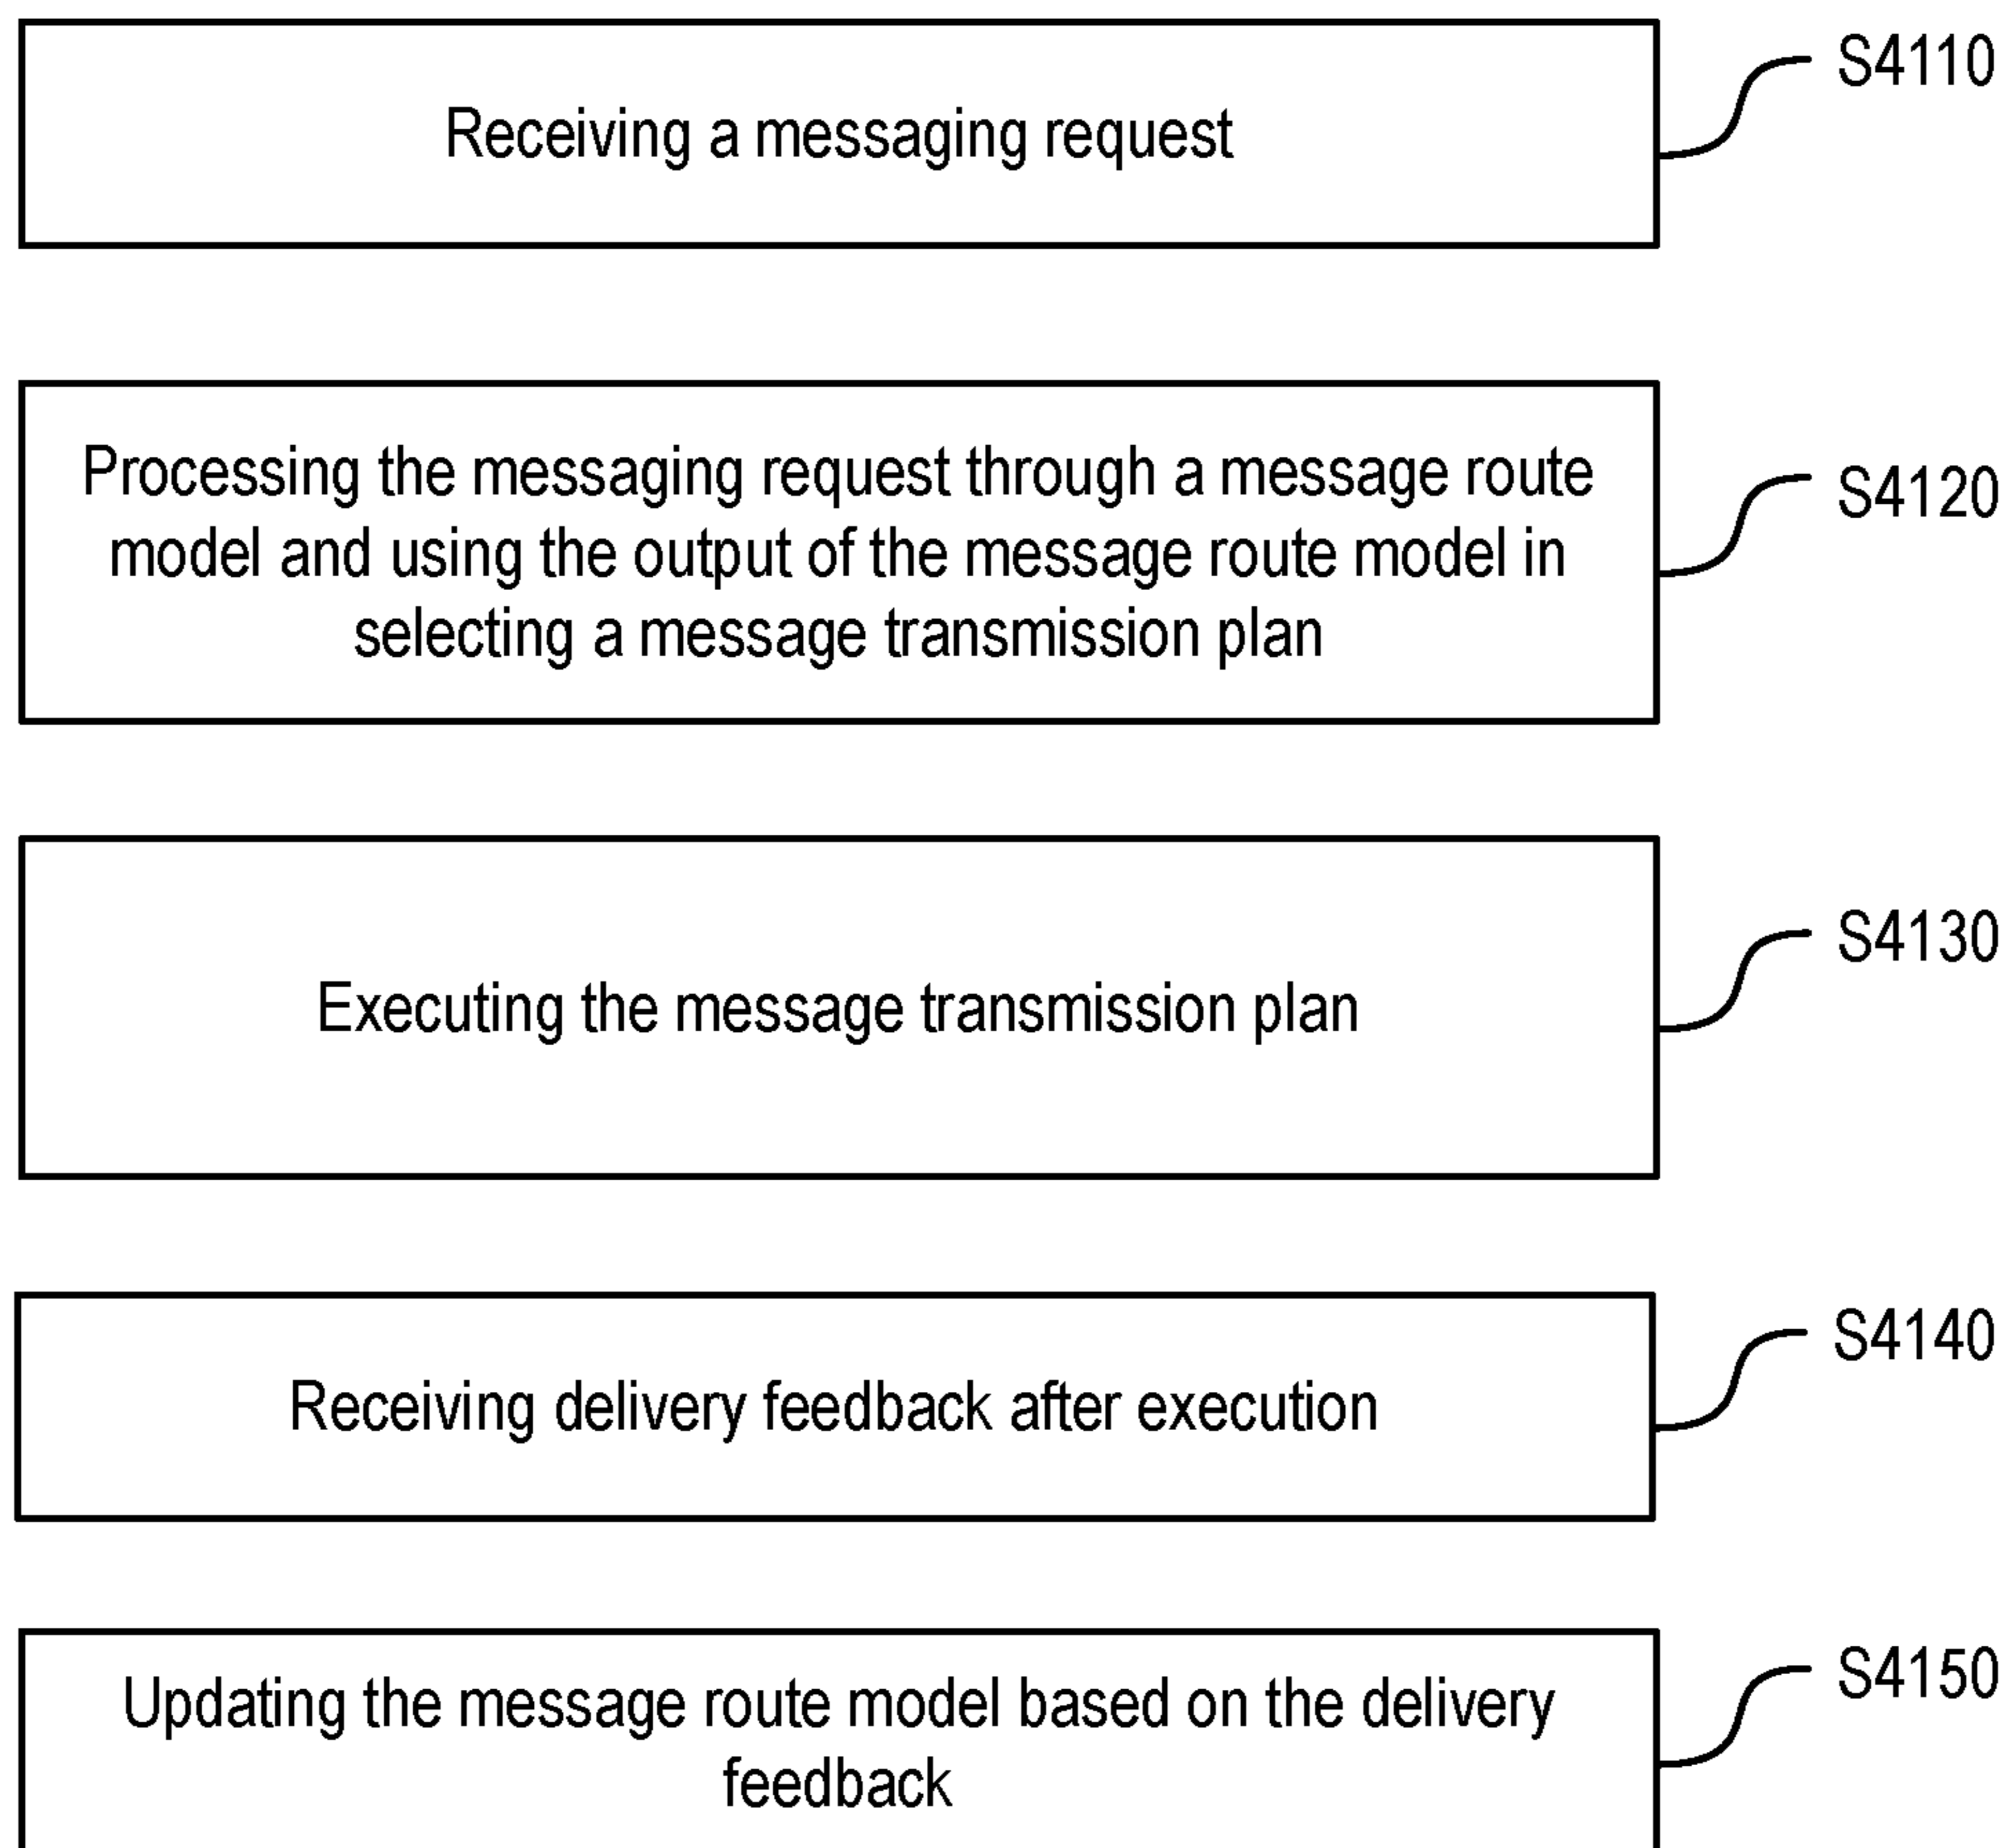 Receiving a messaging request
S4110
Processing the messaging request through a message route
model and using the output of the message route model in
selecting a message transmission plan
S4120
Executing the message transmission plan
S4130
Receiving delivery feedback after execution
S4140
Updating the message route model based on the delivery
feedback
S4150